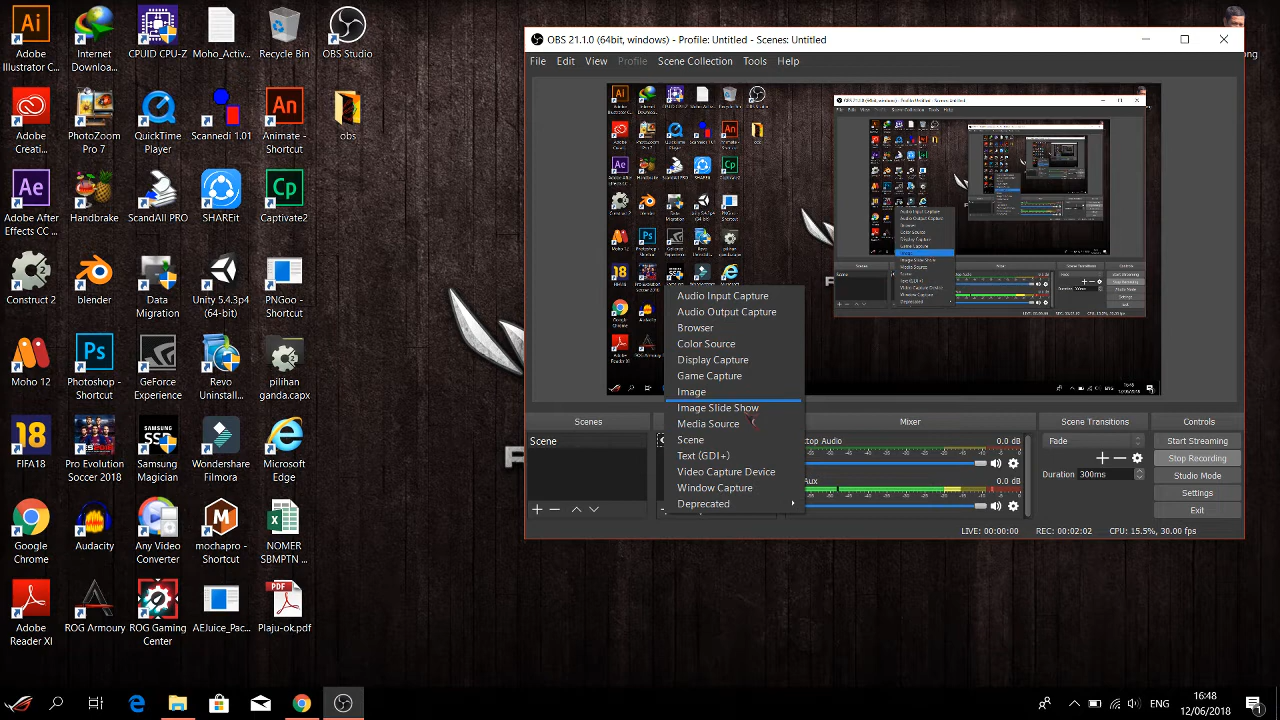 Adobe Illustrator C...
Internet Downloa...
CPUID CPU-Z
Moho_Activ...
Recycle Bin
OBS Studio
Adobe Creati...
PhotoZoom Pro 7
QuickTime Player
Scanned: 1.01
Animate - Shortcut
obs
Adobe After Effects CC ...
Handbrake
ScandAll PRO
SHAREit
Captivate2
Construct 2
blender
Data Migration
Unity 5.4.3p4 (64-bit)
PNGoo - Shortcut
Moho 12
Photoshop - Shortcut
GeForce Experience
Revo Uninstall...
pilihan ganda.capx
FIFA18
Pro Evolution Soccer 2018
Samsung Magician
Wondershare Filmora
Microsoft Edge
Google Chrome
Audacity
Any Video Converter
mochapro - Shortcut
NOMER SBMPTN ...
Adobe Reader XI
ROG Armoury
ROG Gaming Center
AEJuice_Pac...
Plaju-ok.pdf
OBS 21.1.0 (64bit, windows) - Profile: Untitled - Scenes: Untitled
File Edit View Profile Scene Collection Tools Help
Audio Input Capture
Audio Output Capture
Browser
Color Source
Display Capture
Game Capture
Image
Image Slide Show
Media Source
Scene
Text (GDI+)
Video Capture Device
Window Capture
Deprecated
Scenes
Scene
Mixer
top Audio 0.0 dB
Aux 0.0 dB
Scene Transitions
Fade
Duration 300ms
Controls
Start Streaming
Stop Recording
Studio Mode
Settings
Exit
LIVE: 00:00:00 REC: 00:02:02 CPU: 15.5%, 30.00 fps
ENG
16:48
12/06/2018